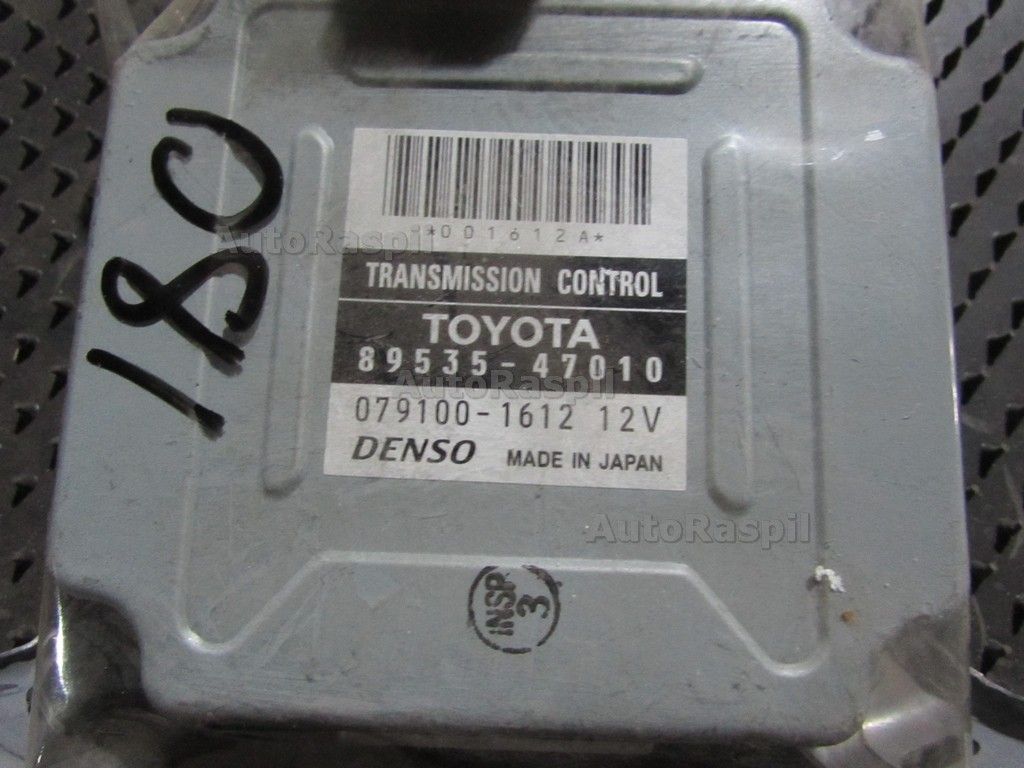 180
*001612A*
AutoRaspil
TRANSMISSION CONTROL
TOYOTA
89535-47010
AutoRaspil
079100-1612 12V
DENSO MADE IN JAPAN
AutoRaspil
INSP
3